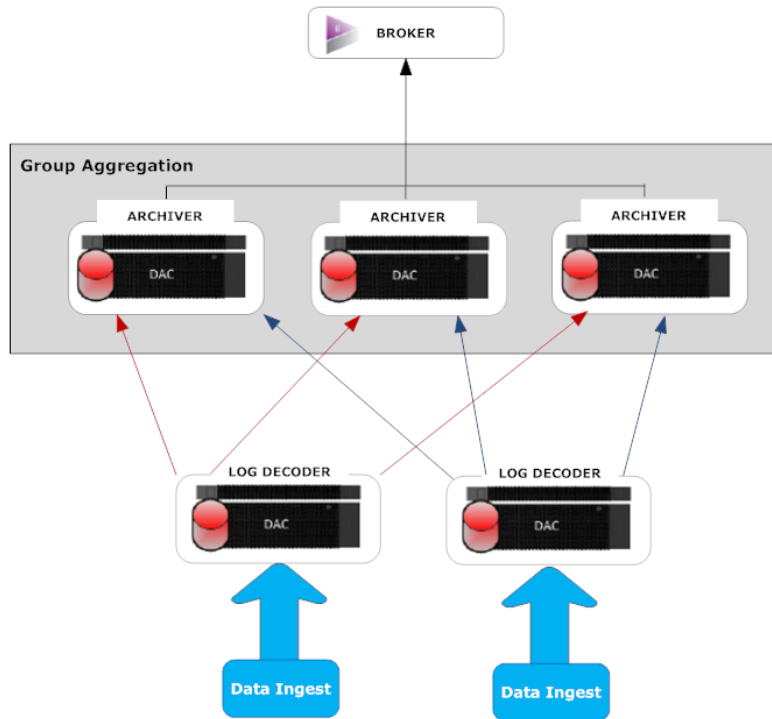 BROKER
Group Aggregation
ARCHIVER
ARCHIVER
ARCHIVER
DAC
DAC
DAC
LOG DECODER
LOG DECODER
DAC
DAC
Data Ingest
Data Ingest